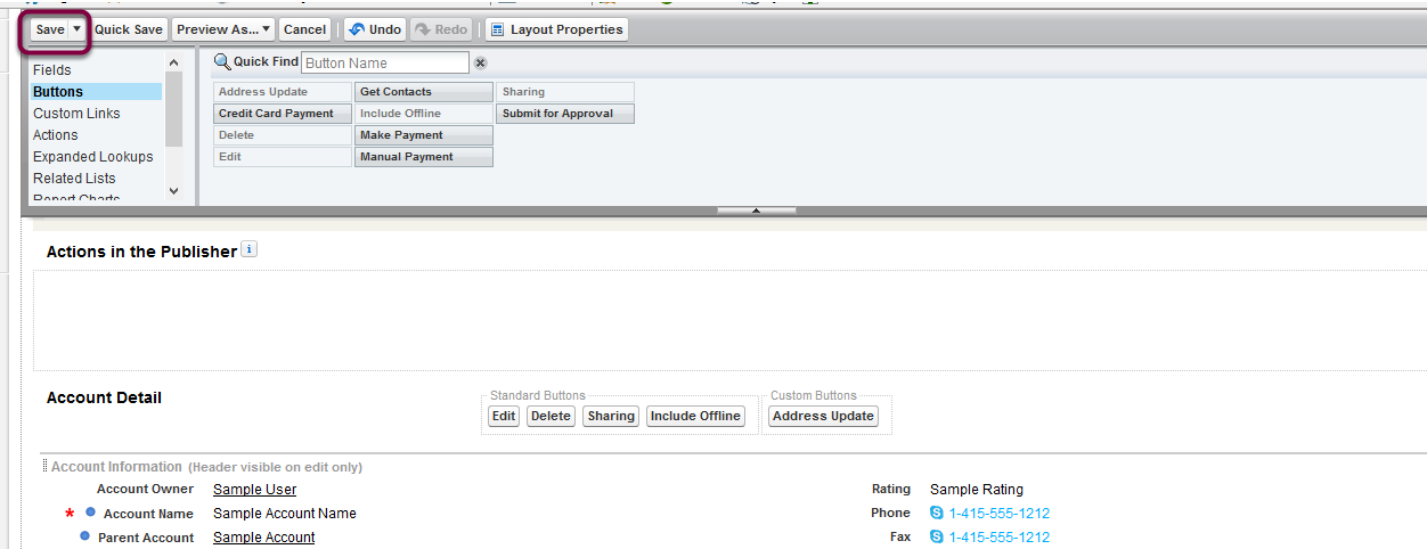 Save Quick Save Preview As... Cancel Undo Redo Layout Properties
Fields
Buttons
Custom Links
Actions
Expanded Lookups
Related Lists
Report Charts
Quick Find Button Name
Address Update Get Contacts Sharing
Credit Card Payment Include Offline Submit for Approval
Delete Make Payment
Edit Manual Payment
Actions in the Publisher i
Account Detail
Standard Buttons
Edit Delete Sharing Include Offline
Custom Buttons
Address Update
Account Information (Header visible on edit only)
Account Owner Sample User Rating Sample Rating
* Account Name Sample Account Name Phone 1-415-555-1212
Parent Account Sample Account Fax 1-415-555-1212